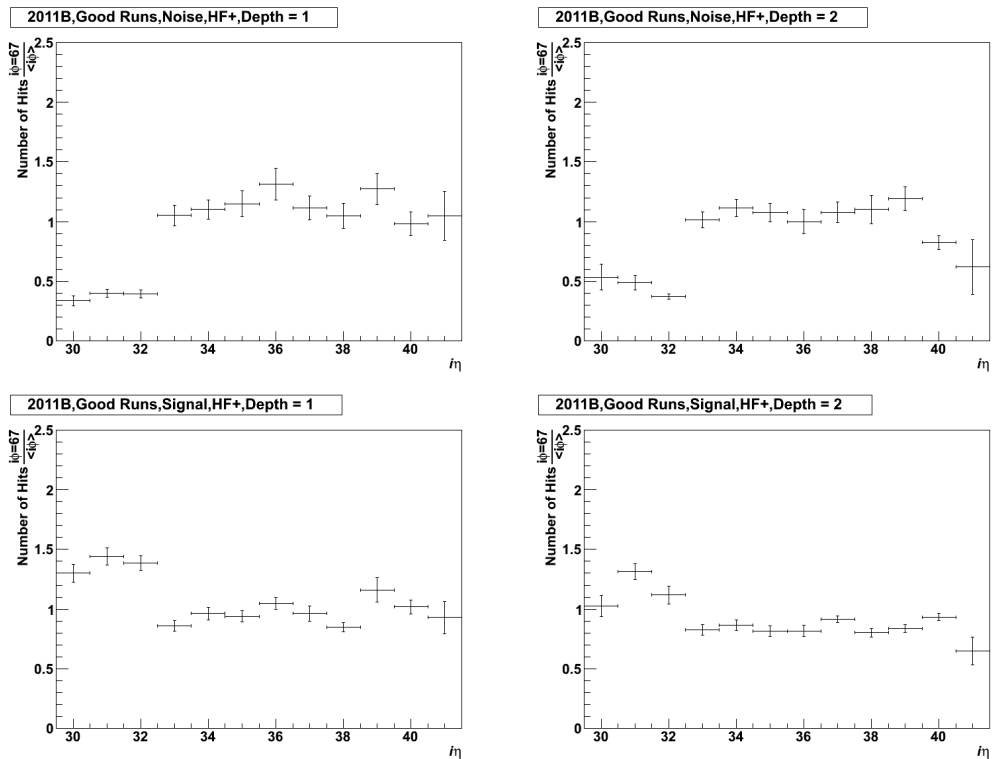 2011B,Good Runs,Noise,HF+,Depth = 1
Number of Hits iφ=67 / <iφ>
2.5
2
1.5
1
0.5
0
30 32 34 36 38 40
iη
2011B,Good Runs,Noise,HF+,Depth = 2
Number of Hits iφ=67 / <iφ>
2.5
2
1.5
1
0.5
0
30 32 34 36 38 40
iη
2011B,Good Runs,Signal,HF+,Depth = 1
Number of Hits iφ=67 / <iφ>
2.5
2
1.5
1
0.5
0
30 32 34 36 38 40
iη
2011B,Good Runs,Signal,HF+,Depth = 2
Number of Hits iφ=67 / <iφ>
2.5
2
1.5
1
0.5
0
30 32 34 36 38 40
iη